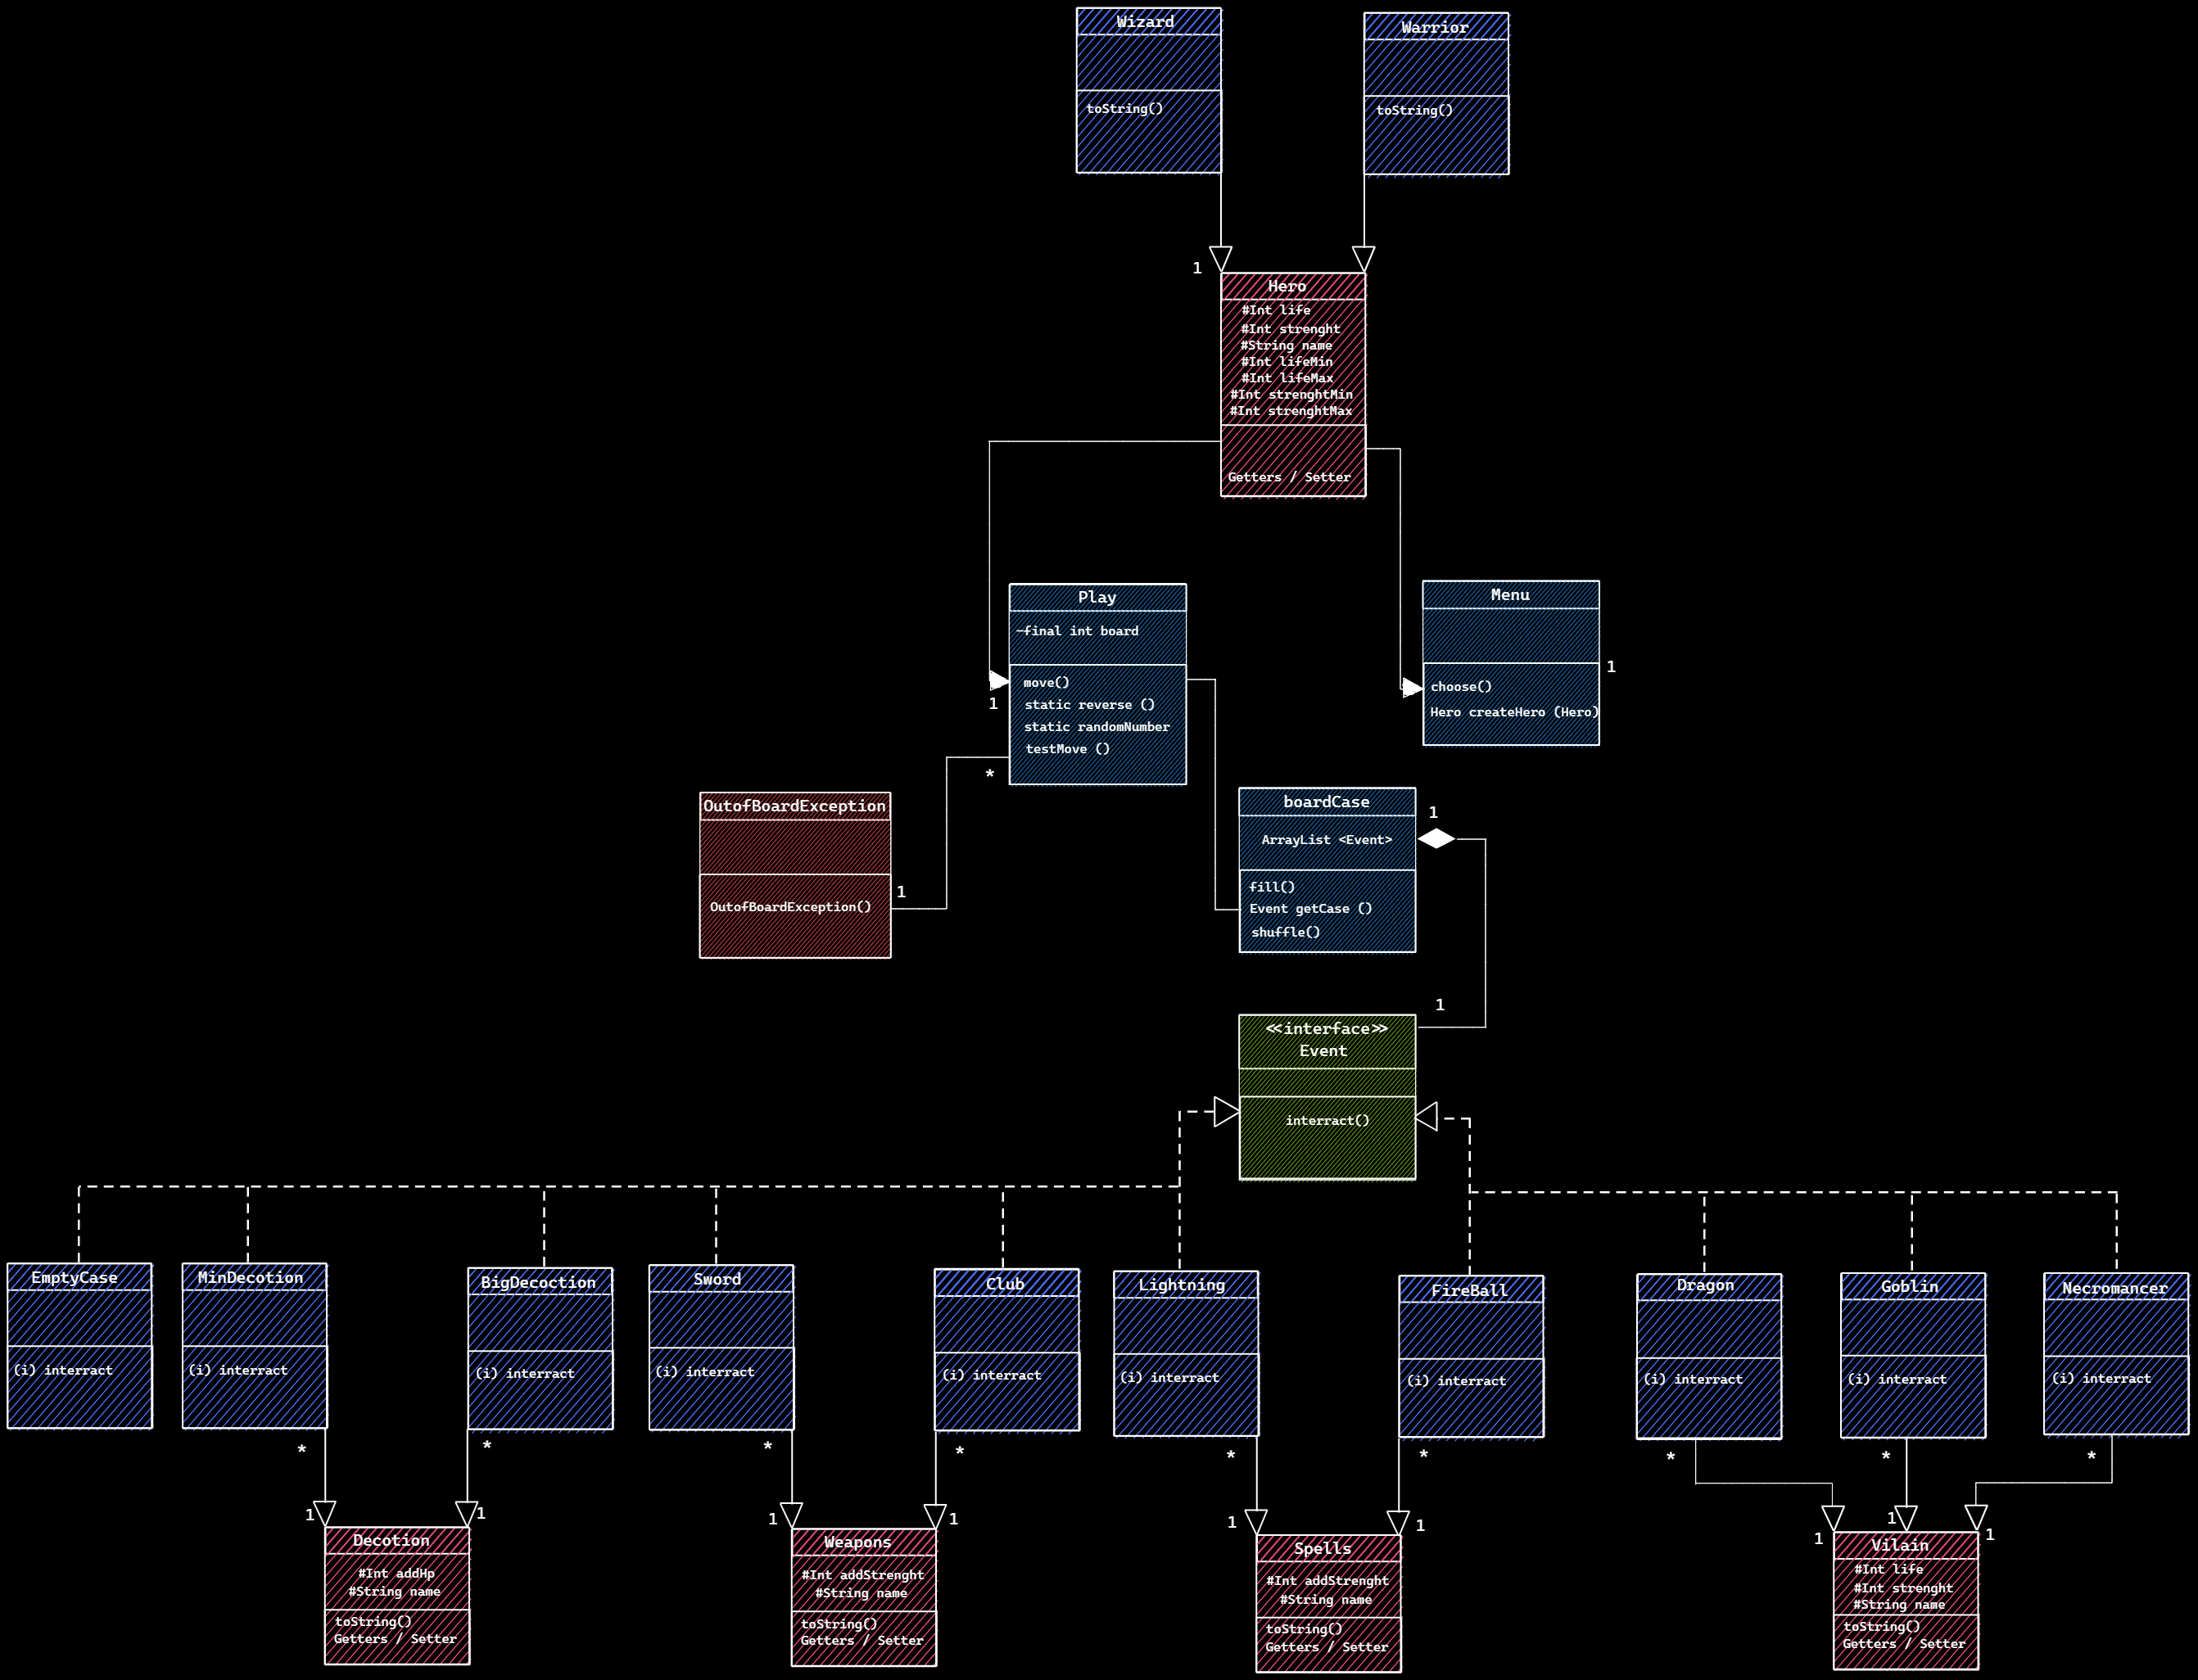 Wizard
toString()
Warrior
toString()
1
Hero
#Int life
#Int strenght
#String name
#Int lifeMin
#Int lifeMax
#Int strenghtMin
#Int strenghtMax
Getters / Setter
Play
-final int board
move()
static reverse ()
static randomNumber
testMove ()
1
*
Menu
choose()
Hero createHero (Hero)
1
OutofBoardException
OutofBoardException()
1
boardCase
ArrayList <Event>
fill()
Event getCase ()
shuffle()
1
1
<<interface>>
Event
interract()
EmptyCase
(i) interract
MinDecotion
(i) interract
*
BigDecoction
(i) interract
*
Sword
(i) interract
*
Club
(i) interract
*
Lightning
(i) interract
*
FireBall
(i) interract
*
Dragon
(i) interract
*
Goblin
(i) interract
*
Necromancer
(i) interract
*
1
1
Decotion
#Int addHp
#String name
toString()
Getters / Setter
1
1
Weapons
#Int addStrenght
#String name
toString()
Getters / Setter
1
1
Spells
#Int addStrenght
#String name
toString()
Getters / Setter
1
1
1
Vilain
#Int life
#Int strenght
#String name
toString()
Getters / Setter